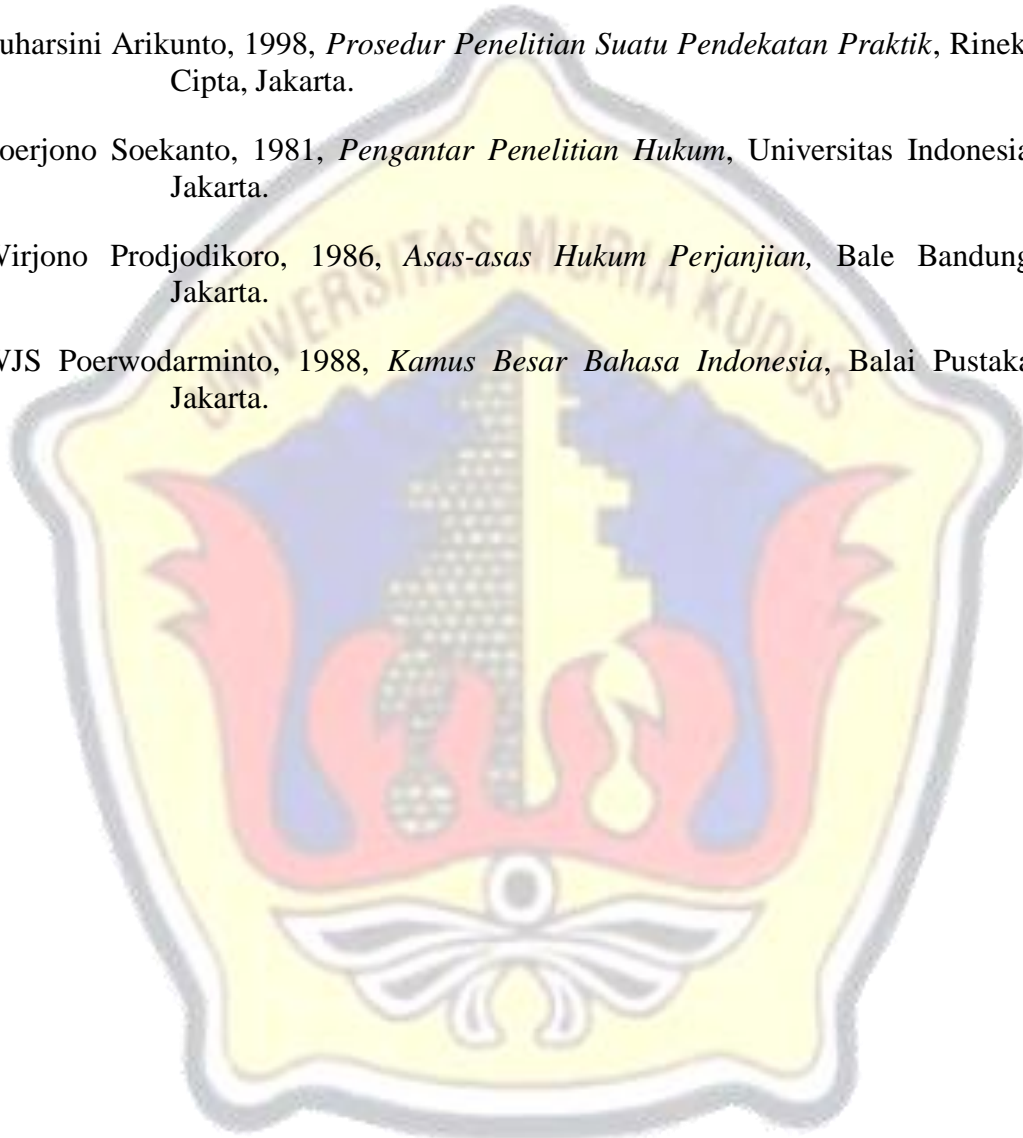 uharsini Arikunto, 1998, Prosedur Penelitian Suatu Pendekatan Praktik, Rinek
Cipta, Jakarta.
oerjono Soekanto, 1981, Pengantar Penelitian Hukum, Universitas Indonesia
Jakarta.
Wirjono Prodjodikoro, 1986, Asas-asas Hukum Perjanjian, Bale Bandung
Jakarta.
WJS Poerwodarminto, 1988, Kamus Besar Bahasa Indonesia, Balai Pustaka
Jakarta.
UNIVERSITAS MURIA KUDUS